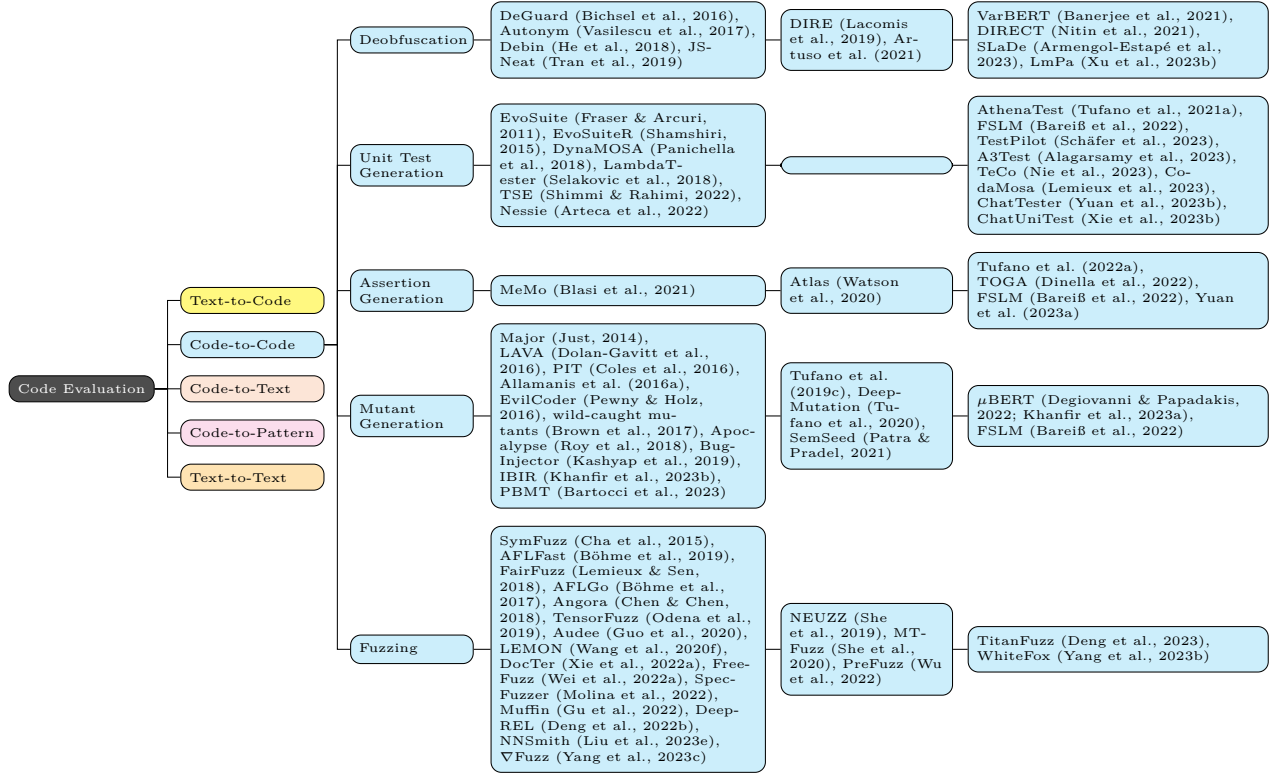 Code Evaluation
Text-to-Code
Code-to-Code
Code-to-Text
Code-to-Pattern
Text-to-Text
Deobfuscation
DeGuard (Bichsel et al., 2016),
Autonym (Vasilescu et al., 2017),
Debin (He et al., 2018), JS-
Neat (Tran et al., 2019)
DIRE (Lacomis
et al., 2019), Ar-
tuso et al. (2021)
VarBERT (Banerjee et al., 2021),
DIRECT (Nitin et al., 2021),
SLaDe (Armengol-Estapé et al.,
2023), LmPa (Xu et al., 2023b)
Unit Test
Generation
EvoSuite (Fraser & Arcuri,
2011), EvoSuiteR (Shamshiri,
2015), DynaMOSA (Panichella
et al., 2018), LambdaT-
ester (Selakovic et al., 2018),
TSE (Shimmi & Rahimi, 2022),
Nessie (Arteca et al., 2022)
AthenaTest (Tufano et al., 2021a),
FSLM (Bareiß et al., 2022),
TestPilot (Schäfer et al., 2023),
A3Test (Alagarsamy et al., 2023),
TeCo (Nie et al., 2023), Co-
daMosa (Lemieux et al., 2023),
ChatTester (Yuan et al., 2023b),
ChatUniTest (Xie et al., 2023b)
Assertion
Generation
MeMo (Blasi et al., 2021)
Atlas (Watson
et al., 2020)
Tufano et al. (2022a),
TOGA (Dinella et al., 2022),
FSLM (Bareiß et al., 2022), Yuan
et al. (2023a)
Mutant
Generation
Major (Just, 2014),
LAVA (Dolan-Gavitt et al.,
2016), PIT (Coles et al., 2016),
Allamanis et al. (2016a),
EvilCoder (Pewny & Holz,
2016), wild-caught mu-
tants (Brown et al., 2017), Apoc-
alypse (Roy et al., 2018), Bug-
Injector (Kashyap et al., 2019),
IBIR (Khanfir et al., 2023b),
PBMT (Bartocci et al., 2023)
Tufano et al.
(2019c), Deep-
Mutation (Tu-
fano et al., 2020),
SemSeed (Patra &
Pradel, 2021)
μBERT (Degiovanni & Papadakis,
2022; Khanfir et al., 2023a),
FSLM (Bareiß et al., 2022)
Fuzzing
SymFuzz (Cha et al., 2015),
AFLFast (Böhme et al., 2019),
FairFuzz (Lemieux & Sen,
2018), AFLGo (Böhme et al.,
2017), Angora (Chen & Chen,
2018), TensorFuzz (Odena et al.,
2019), Audee (Guo et al., 2020),
LEMON (Wang et al., 2020f),
DocTer (Xie et al., 2022a), Free-
Fuzz (Wei et al., 2022a), Spec-
Fuzzer (Molina et al., 2022),
Muffin (Gu et al., 2022), Deep-
REL (Deng et al., 2022b),
NNSmith (Liu et al., 2023e),
∇Fuzz (Yang et al., 2023c)
NEUZZ (She
et al., 2019), MT-
Fuzz (She et al.,
2020), PreFuzz (Wu
et al., 2022)
TitanFuzz (Deng et al., 2023),
WhiteFox (Yang et al., 2023b)